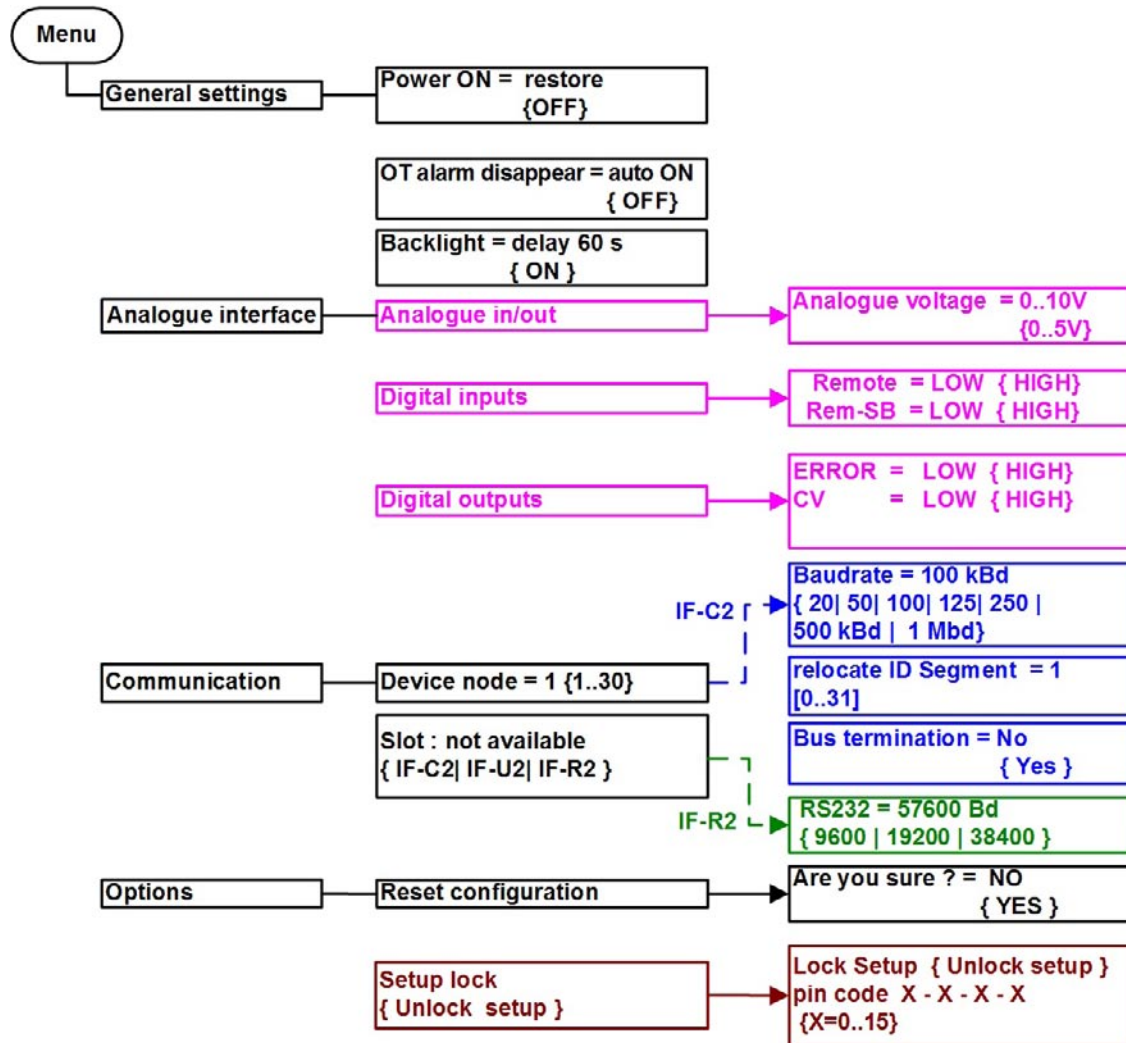 Menu
General settings
Power ON = restore
{OFF}
OT alarm disappear = auto ON
{ OFF}
Backlight = delay 60 s
{ ON }
Analogue interface
Analogue in/out
Analogue voltage = 0..10V
{0..5V}
Digital inputs
Remote = LOW { HIGH}
Rem-SB = LOW { HIGH}
Digital outputs
ERROR = LOW { HIGH}
CV = LOW { HIGH}
Communication
Device node = 1 {1..30}
IF-C2
Baudrate = 100 kBd
{ 20| 50| 100| 125| 250 |
500 kBd | 1 Mbd}
relocate ID Segment = 1
[0..31]
Bus termination = No
{ Yes }
Slot : not available
{ IF-C2| IF-U2| IF-R2 }
IF-R2
RS232 = 57600 Bd
{ 9600 | 19200 | 38400 }
Options
Reset configuration
Are you sure ? = NO
{ YES }
Setup lock
{ Unlock setup }
Lock Setup { Unlock setup }
pin code X - X - X - X
{X=0..15}